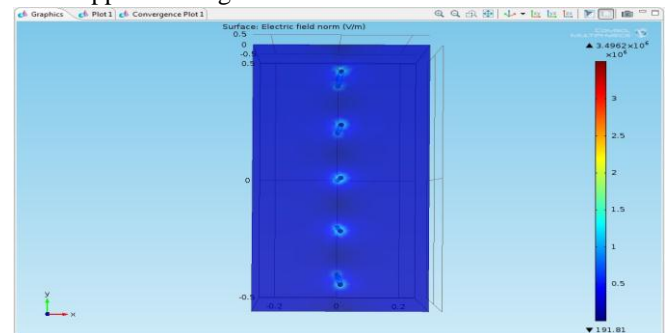 Graphics Plot 1 Convergence Plot 1
Surface: Electric field norm (V/m)
0.5
0
-0.5
0.5
0
-0.5
-0.2 0 0.2
y
x
COMSOL
MULTIPHYSICS
▲ 3.4962×10⁶
×10⁶
3
2.5
2
1.5
1
0.5
▼ 191.81